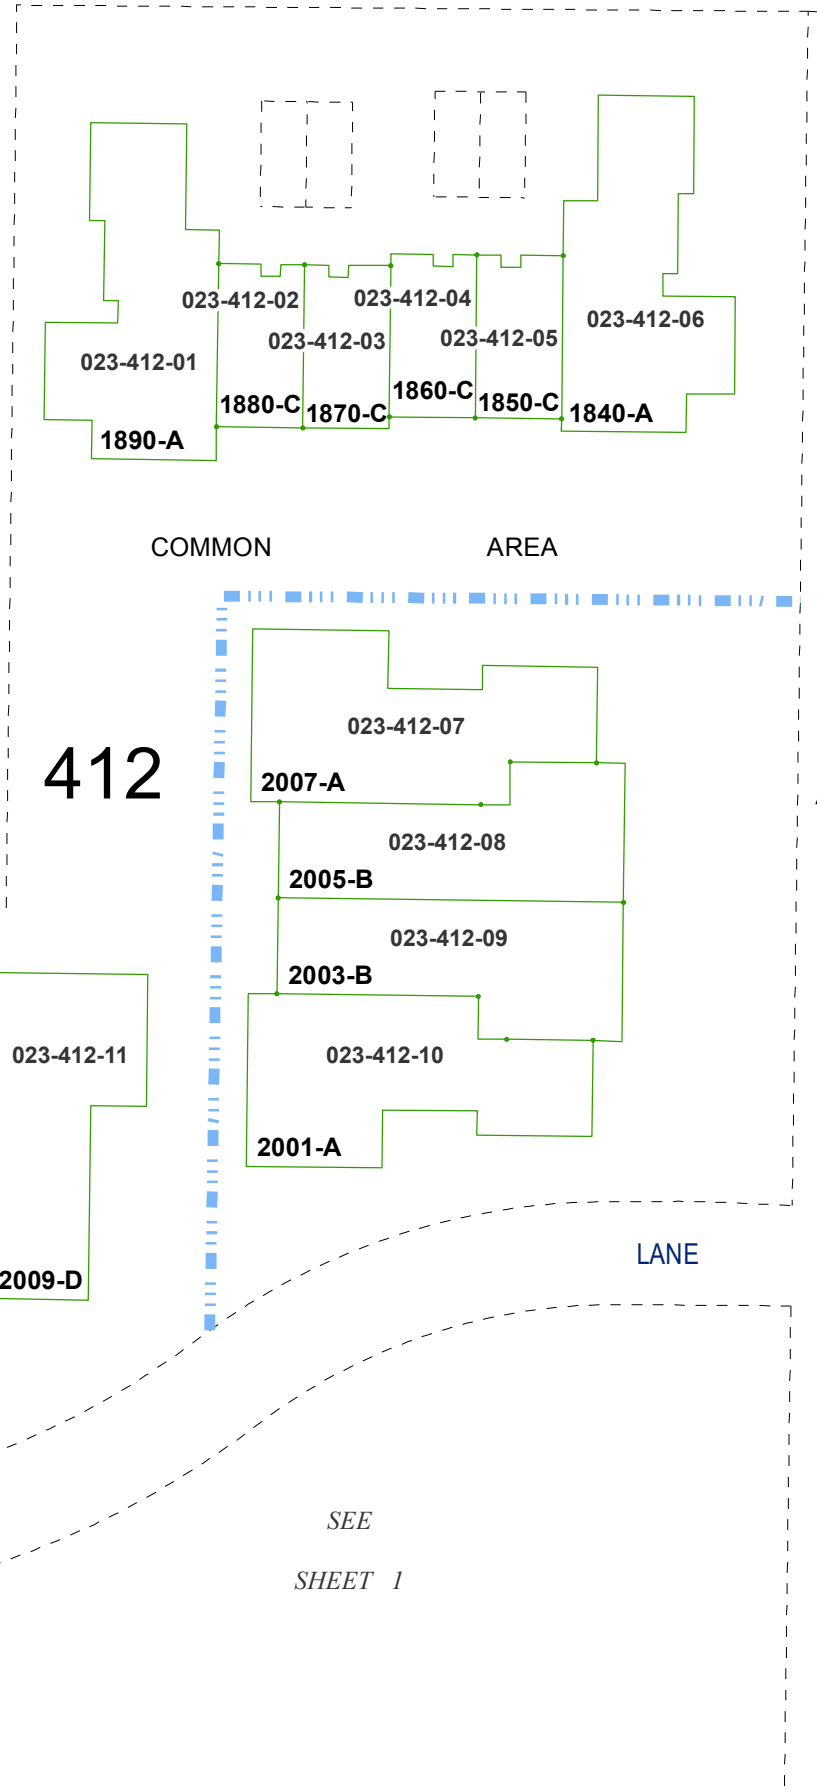 023-412-02
023-412-04
023-412-06
023-412-03
023-412-05
023-412-01
1880-C
1870-C
1860-C
1850-C
1840-A
1890-A
COMMON AREA
023-412-07
412
2007-A
023-412-08
2005-B
023-412-09
2003-B
023-412-11
023-412-10
2001-A
LANE
2009-D
SEE
SHEET 1